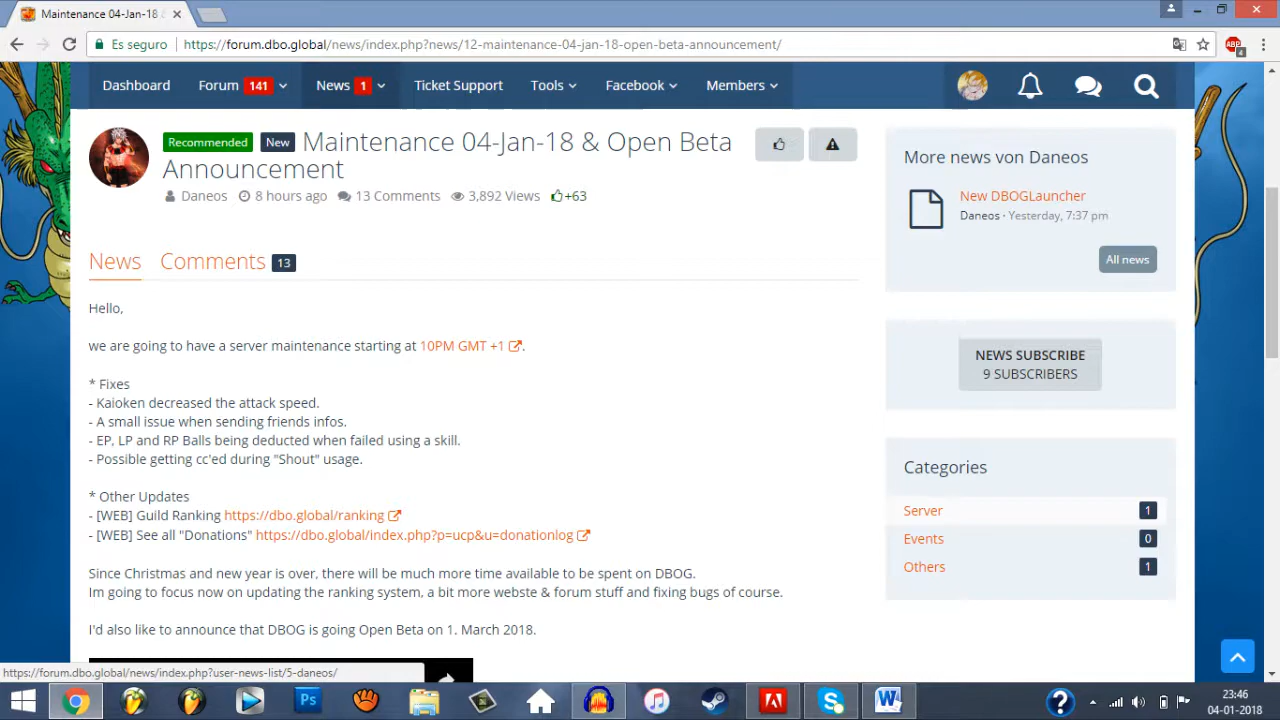 Maintenance 04-Jan-18 &
Es seguro https://forum.dbo.global/news/index.php?news/12-maintenance-04-jan-18-open-beta-announcement/
ABP
4
Dashboard Forum 141 News 1 Ticket Support Tools Facebook Members
Recommended New Maintenance 04-Jan-18 & Open Beta
Announcement
Daneos 8 hours ago 13 Comments 3,892 Views +63
News Comments 13
Hello,
we are going to have a server maintenance starting at 10PM GMT +1 .
* Fixes
- Kaioken decreased the attack speed.
- A small issue when sending friends infos.
- EP, LP and RP Balls being deducted when failed using a skill.
- Possible getting cc'ed during "Shout" usage.
* Other Updates
- [WEB] Guild Ranking https://dbo.global/ranking
- [WEB] See all "Donations" https://dbo.global/index.php?p=ucp&u=donationlog
Since Christmas and new year is over, there will be much more time available to be spent on DBOG.
Im going to focus now on updating the ranking system, a bit more webste & forum stuff and fixing bugs of course.
I'd also like to announce that DBOG is going Open Beta on 1. March 2018.
More news von Daneos
New DBOGLauncher
Daneos · Yesterday, 7:37 pm
All news
NEWS SUBSCRIBE
9 SUBSCRIBERS
Categories
Server 1
Events 0
Others 1
https://forum.dbo.global/news/index.php?user-news-list/5-daneos/
Ps
23:46
04-01-2018